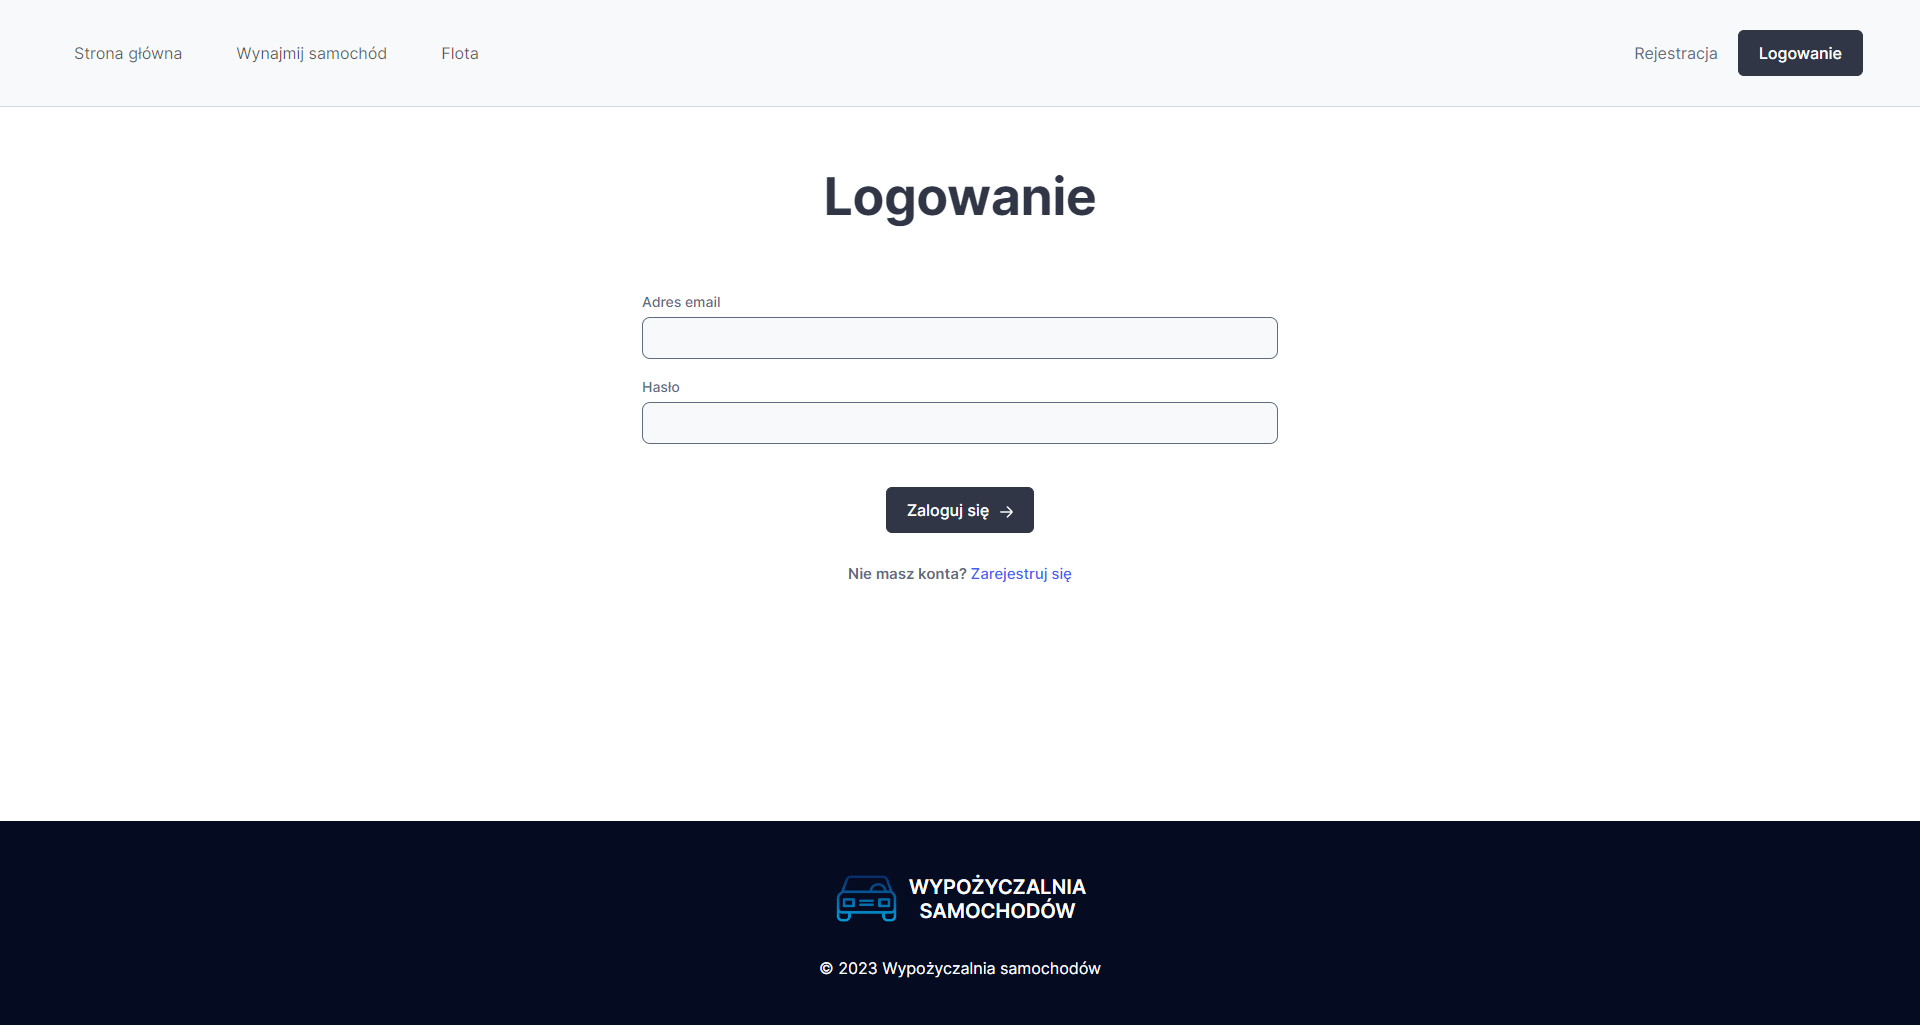 Strona główna
Wynajmij samochód
Flota
Rejestracja
Logowanie
Logowanie
Adres email
Hasło
Zaloguj się →
Nie masz konta? Zarejestruj się
WYPOŻYCZALNIA
SAMOCHODÓW
© 2023 Wypożyczalnia samochodów